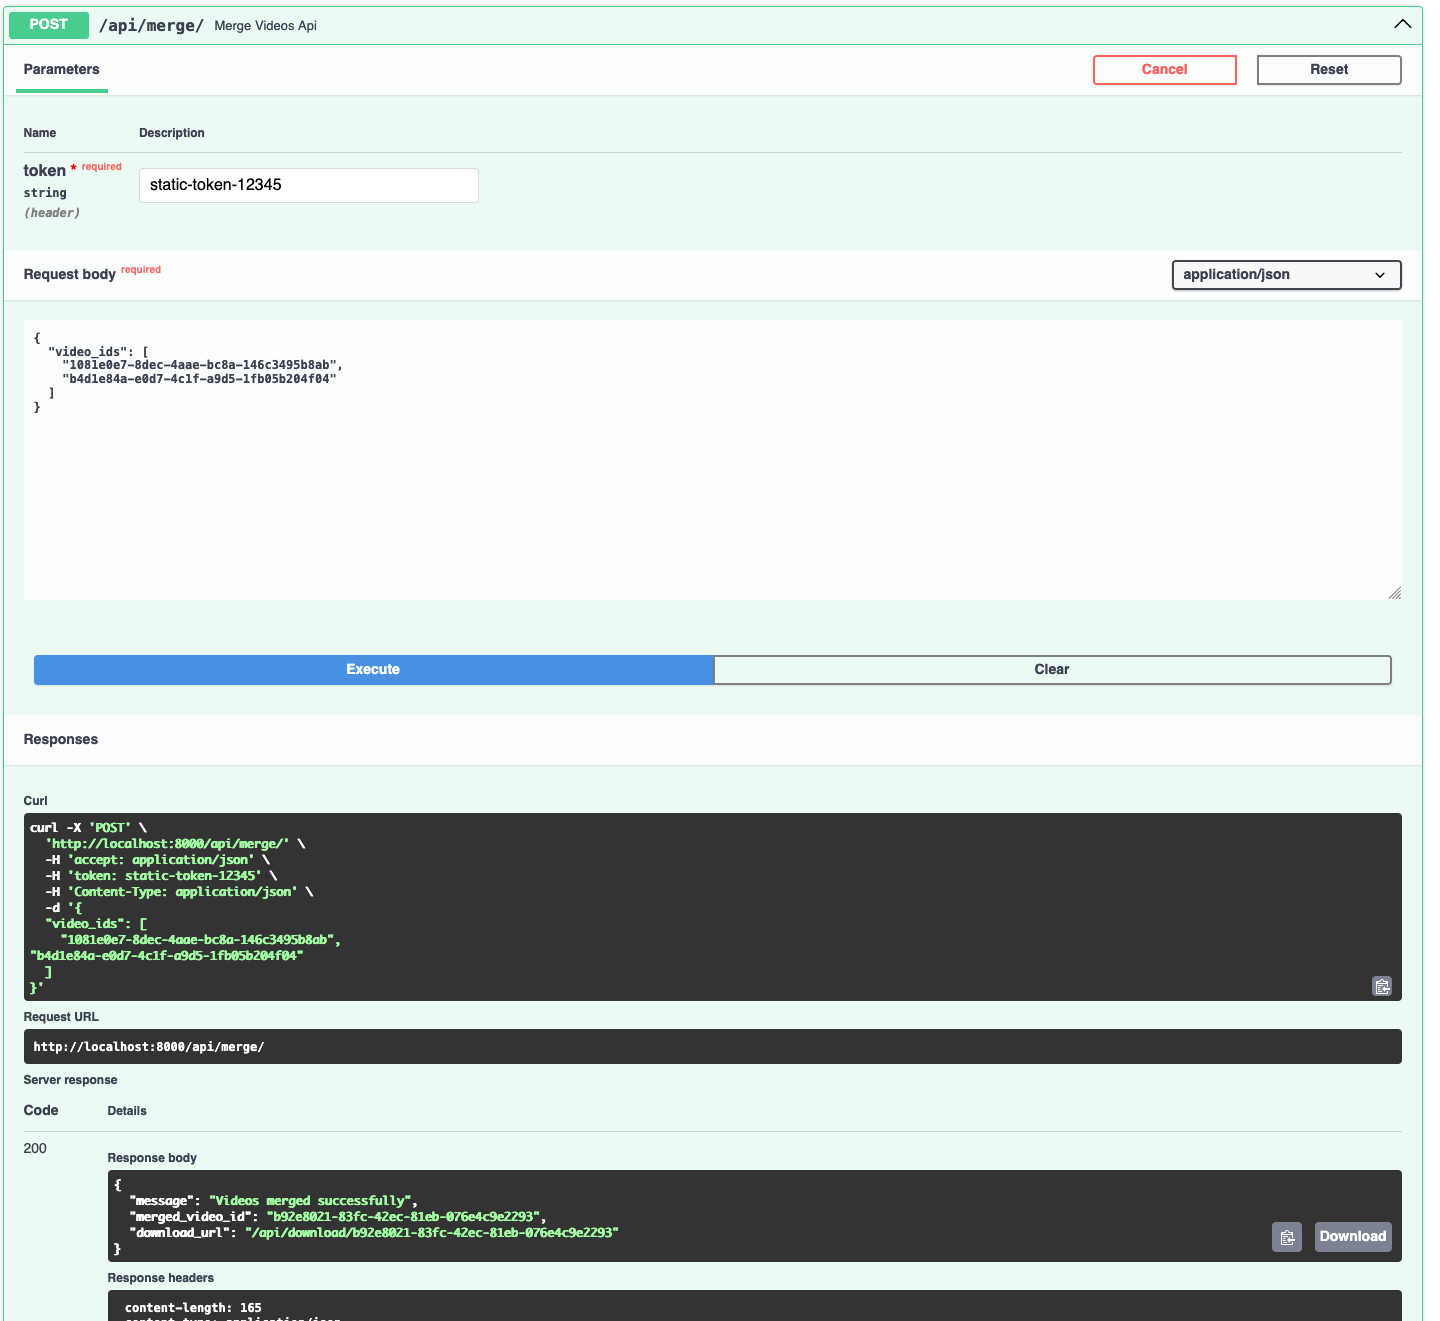 POST /api/merge/ Merge Videos Api
Parameters
Cancel
Reset
Name Description
token * required
string
(header)
static-token-12345
Request body required
application/json
{
  "video_ids": [
    "1081e0e7-8dec-4aae-bc8a-146c3495b8ab",
    "b4d1e84a-e0d7-4c1f-a9d5-1fb05b204f04"
  ]
}
Execute
Clear
Responses
Curl
curl -X 'POST' \
  'http://localhost:8000/api/merge/' \
  -H 'accept: application/json' \
  -H 'token: static-token-12345' \
  -H 'Content-Type: application/json' \
  -d '{
  "video_ids": [
    "1081e0e7-8dec-4aae-bc8a-146c3495b8ab",
"b4d1e84a-e0d7-4c1f-a9d5-1fb05b204f04"
  ]
}'
Request URL
http://localhost:8000/api/merge/
Server response
Code Details
200
Response body
{
  "message": "Videos merged successfully",
  "merged_video_id": "b92e8021-83fc-42ec-81eb-076e4c9e2293",
  "download_url": "/api/download/b92e8021-83fc-42ec-81eb-076e4c9e2293"
}
Download
Response headers
content-length: 165
content-type: application/json